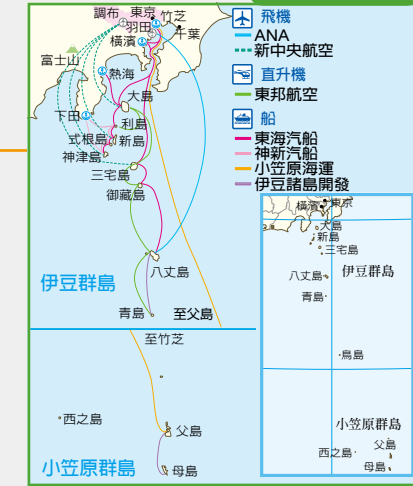 調布
東京
竹芝
羽田
橫濱
千葉
富士山
熱海
大島
下田
利島
式根島
新島
神津島
三宅島
御蔵島
八丈島
伊豆群島
青島
至父島
至竹芝
西之島
父島
小笠原群島
母島
飛機
ANA
新中央航空
直升機
東邦航空
船
東海汽船
神新汽船
小笠原海運
伊豆諸島開發
東京
橫濱
大島
新島
三宅島
伊豆群島
八丈島
青島
鳥島
小笠原群島
父島
西之島
母島